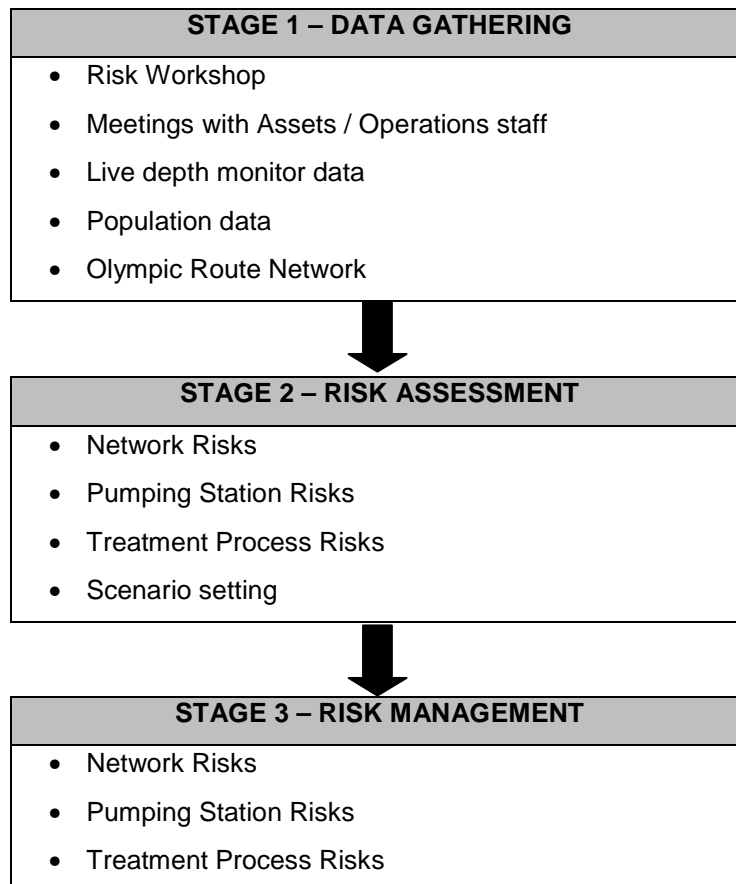 STAGE 1 – DATA GATHERING
• Risk Workshop
• Meetings with Assets / Operations staff
• Live depth monitor data
• Population data
• Olympic Route Network
STAGE 2 – RISK ASSESSMENT
• Network Risks
• Pumping Station Risks
• Treatment Process Risks
• Scenario setting
STAGE 3 – RISK MANAGEMENT
• Network Risks
• Pumping Station Risks
• Treatment Process Risks